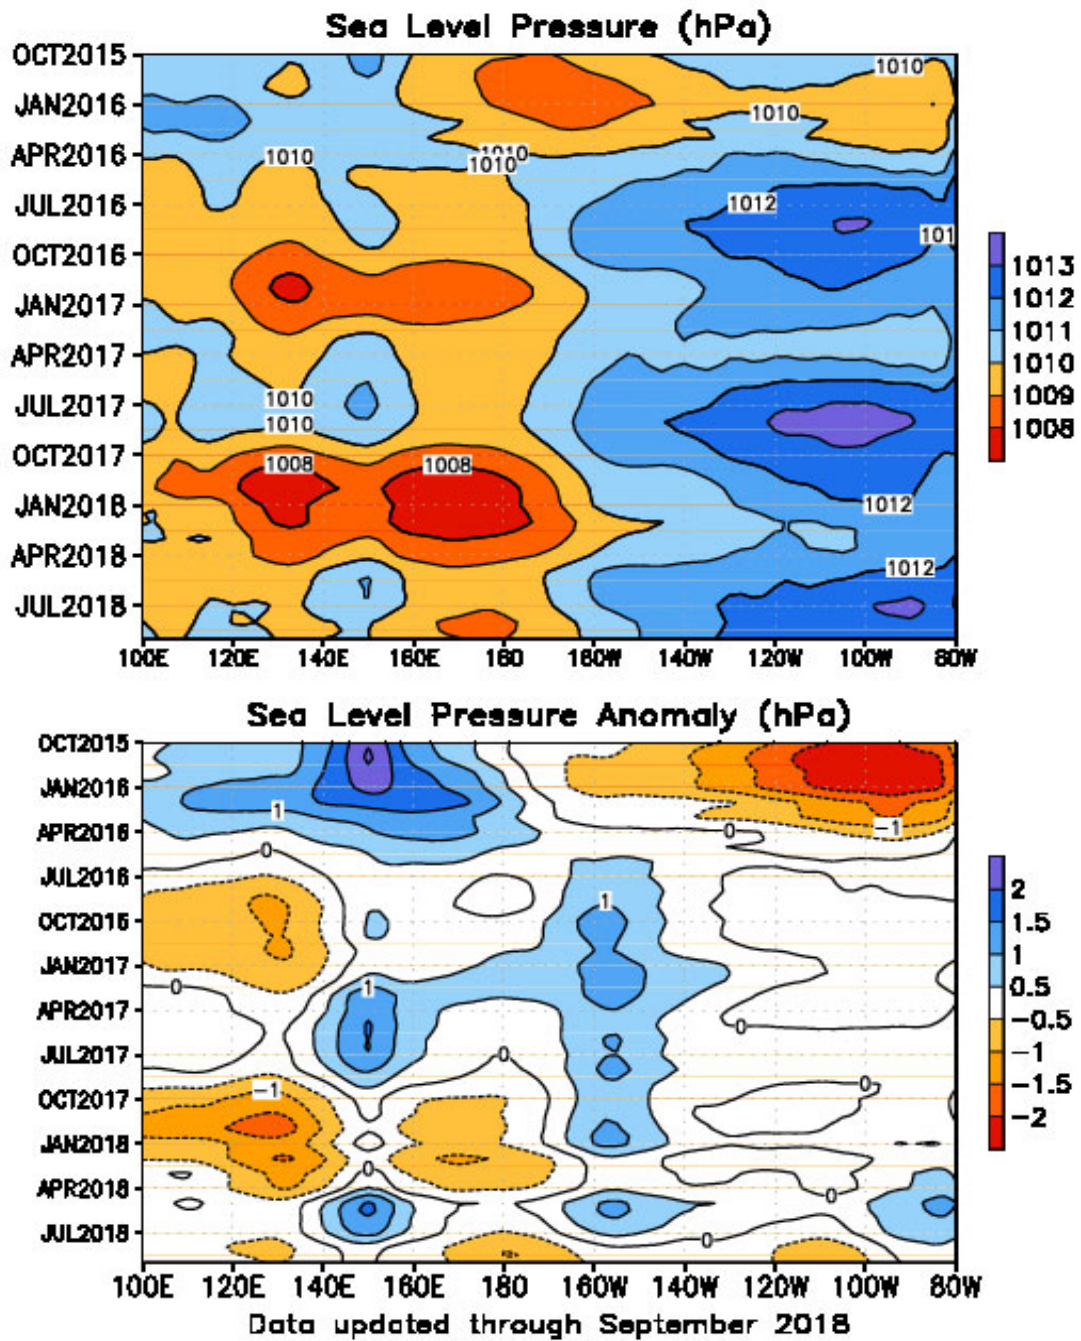 Sea Level Pressure (hPa)
OCT2015
JAN2016
APR2016
JUL2016
OCT2016
JAN2017
APR2017
JUL2017
OCT2017
JAN2018
APR2018
JUL2018
1010
1010
1010
1010
1010
1012
101
1010
1010
1008
1008
1012
1012
1013
1012
1011
1010
1009
1008
100E
120E
140E
160E
180
160W
140W
120W
100W
80W
Sea Level Pressure Anomaly (hPa)
OCT2015
JAN2016
APR2016
JUL2016
OCT2015
JAN2017
APR2017
JUL2017
OCT2017
JAN2018
APR2018
JUL2018
1
0
-1
0
1
0
1
0
0
-1
0
0
0
0
2
1.5
1
0.5
-0.5
-1
-1.5
-2
100E
120E
140E
160E
180
160W
140W
120W
100W
80W
Data updated through September 2018